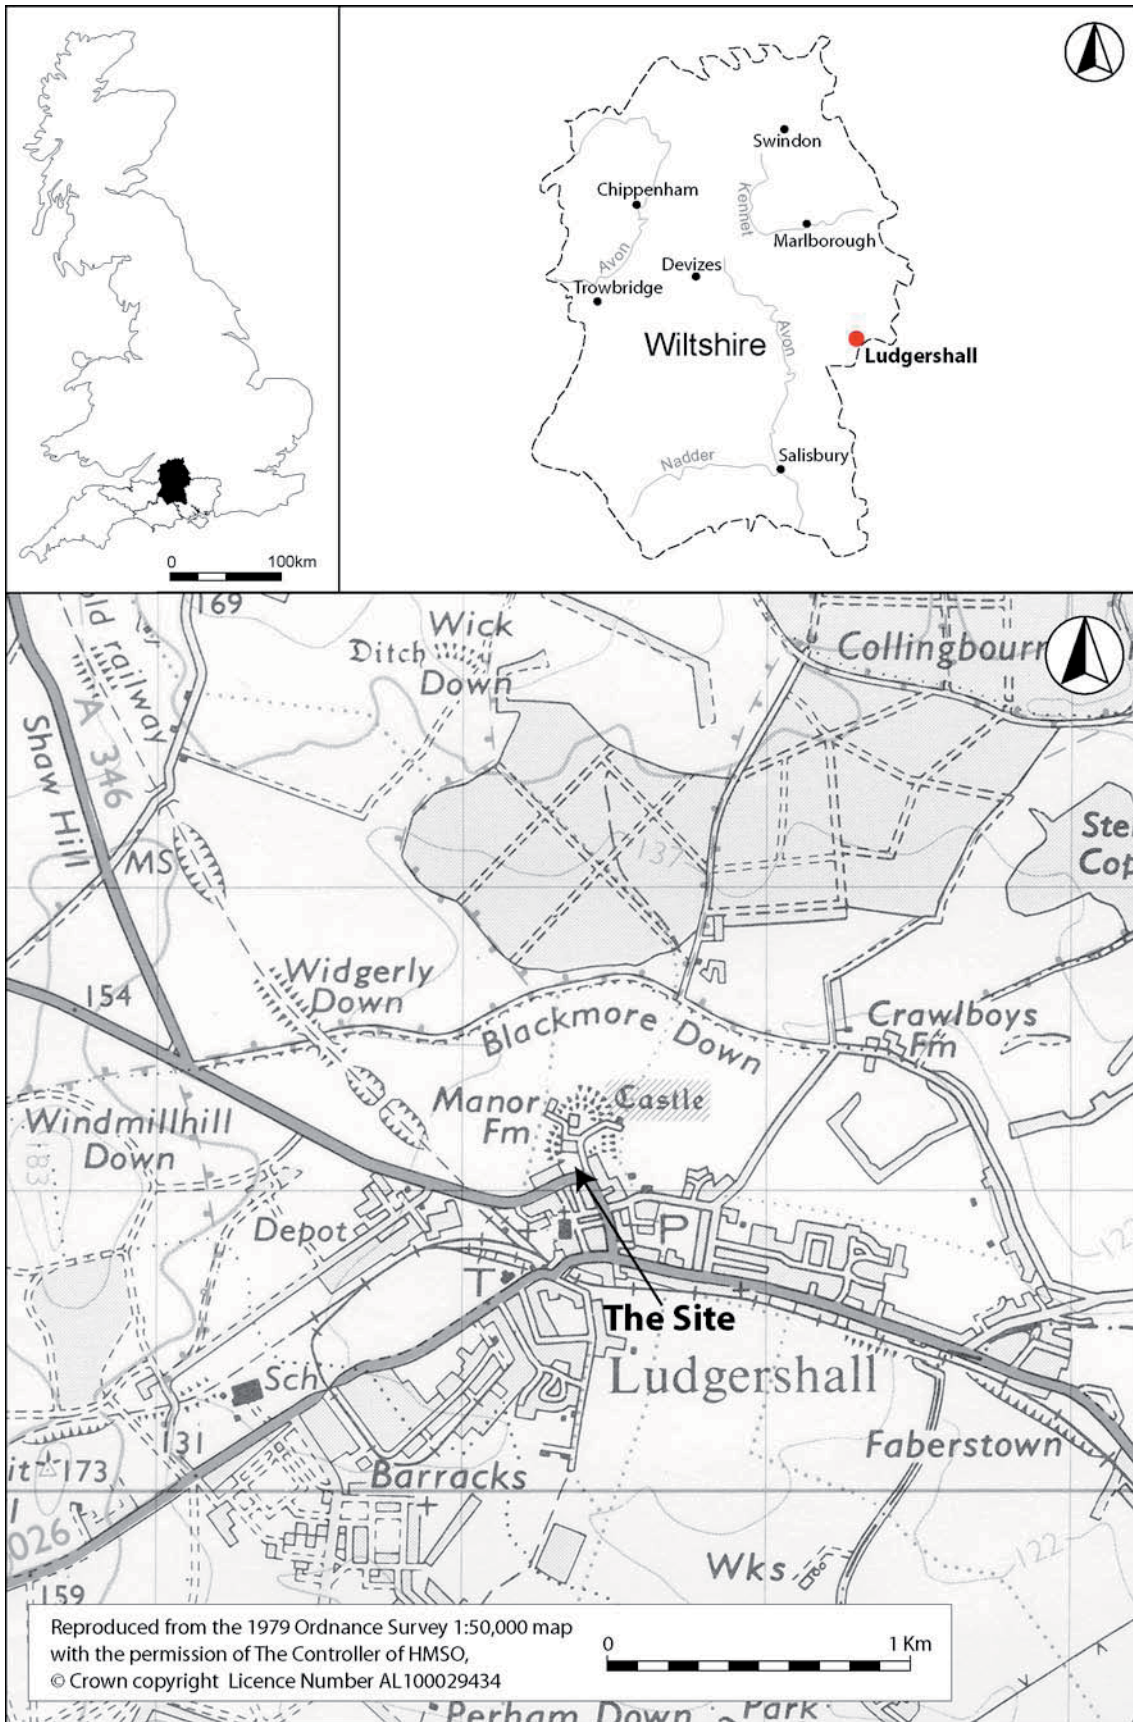 0 100km
Swindon
Chippenham
Kennet
Marlborough
Avon
Devizes
Trowbridge
Wiltshire
Avon
Ludgershall
Nadder
Salisbury
old railway
169
Wick
Ditch
Down
Collingbourn
A 346
Shaw Hill
MS
137
Ste
Cop
Widgerly
Down
154
Blackmore Down
Crawlboys
Fm
Manor
Fm
Castle
Windmillhill
Down
183
Depot
P
122
T
The Site
Ludgershall
Sch
131
Faberstown
Barracks
it 173
026
Wks
122
159
Reproduced from the 1979 Ordnance Survey 1:50,000 map
with the permission of The Controller of HMSO,
© Crown copyright Licence Number AL100029434
0 1 Km
Perham Down Park